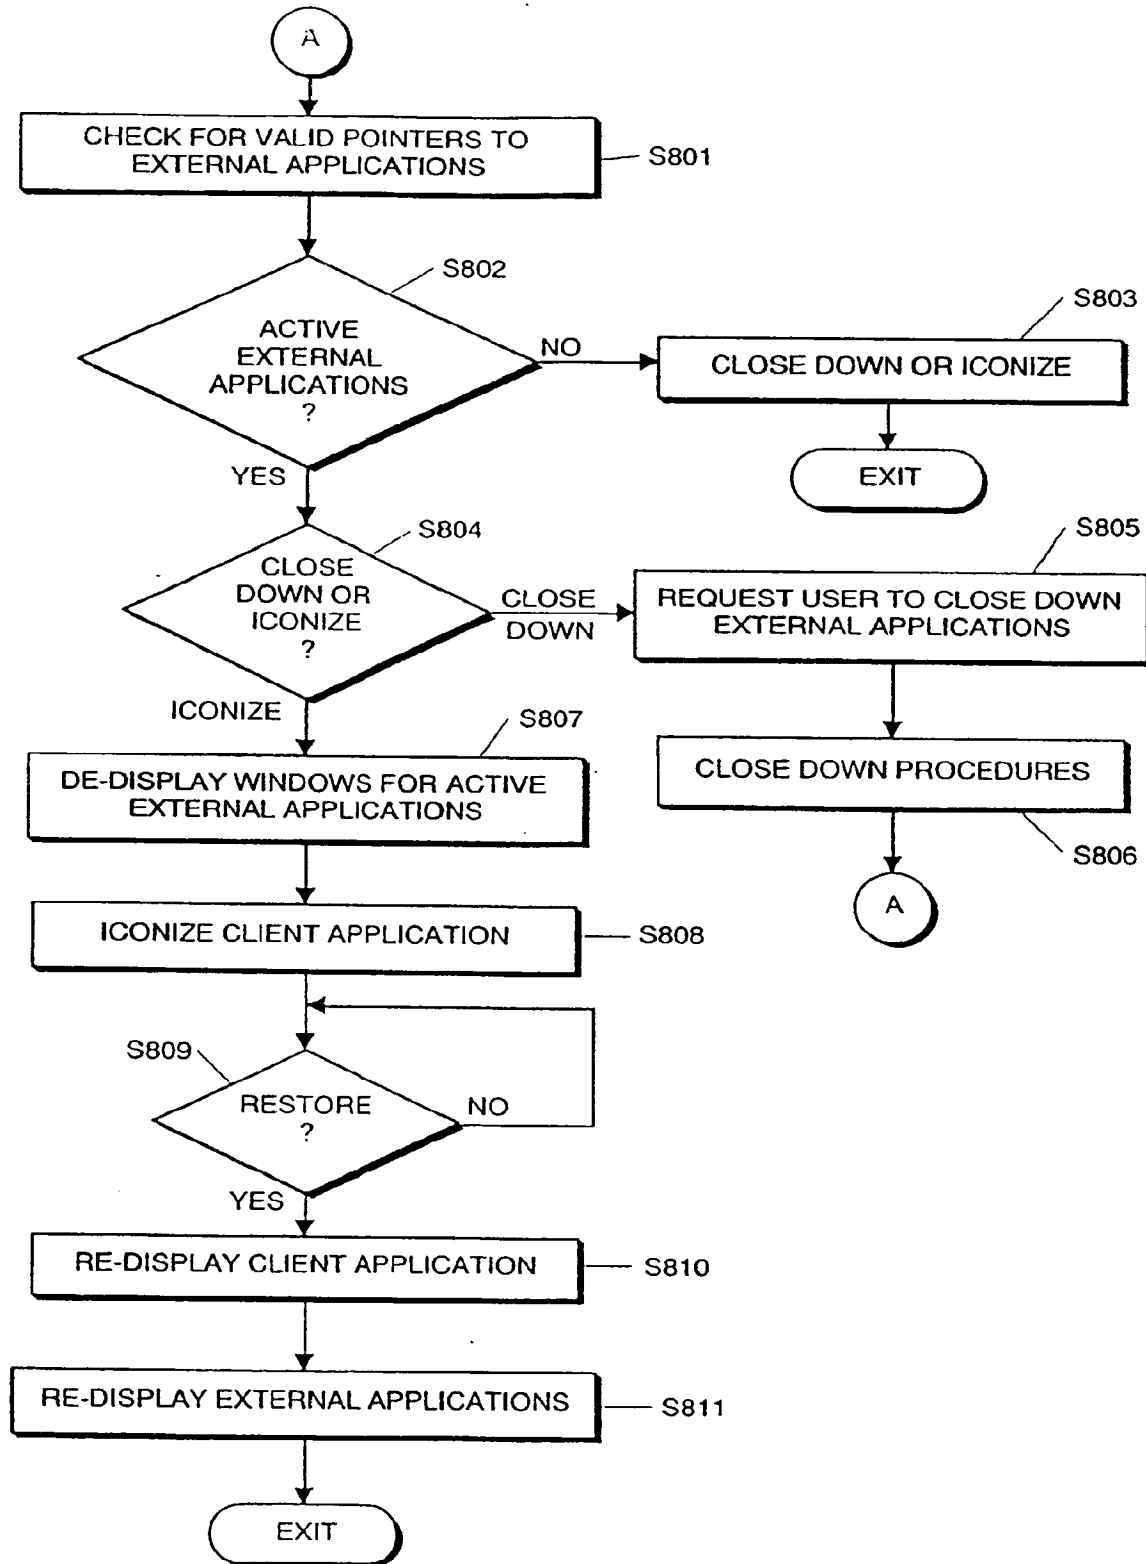 A
CHECK FOR VALID POINTERS TO
EXTERNAL APPLICATIONS
S801
S802
ACTIVE
EXTERNAL
APPLICATIONS
?
NO
S803
CLOSE DOWN OR ICONIZE
EXIT
YES
S804
CLOSE
DOWN OR
ICONIZE
?
CLOSE
DOWN
S805
REQUEST USER TO CLOSE DOWN
EXTERNAL APPLICATIONS
CLOSE DOWN PROCEDURES
S806
A
ICONIZE
S807
DE-DISPLAY WINDOWS FOR ACTIVE
EXTERNAL APPLICATIONS
ICONIZE CLIENT APPLICATION
S808
S809
RESTORE
?
NO
YES
RE-DISPLAY CLIENT APPLICATION
S810
RE-DISPLAY EXTERNAL APPLICATIONS
S811
EXIT